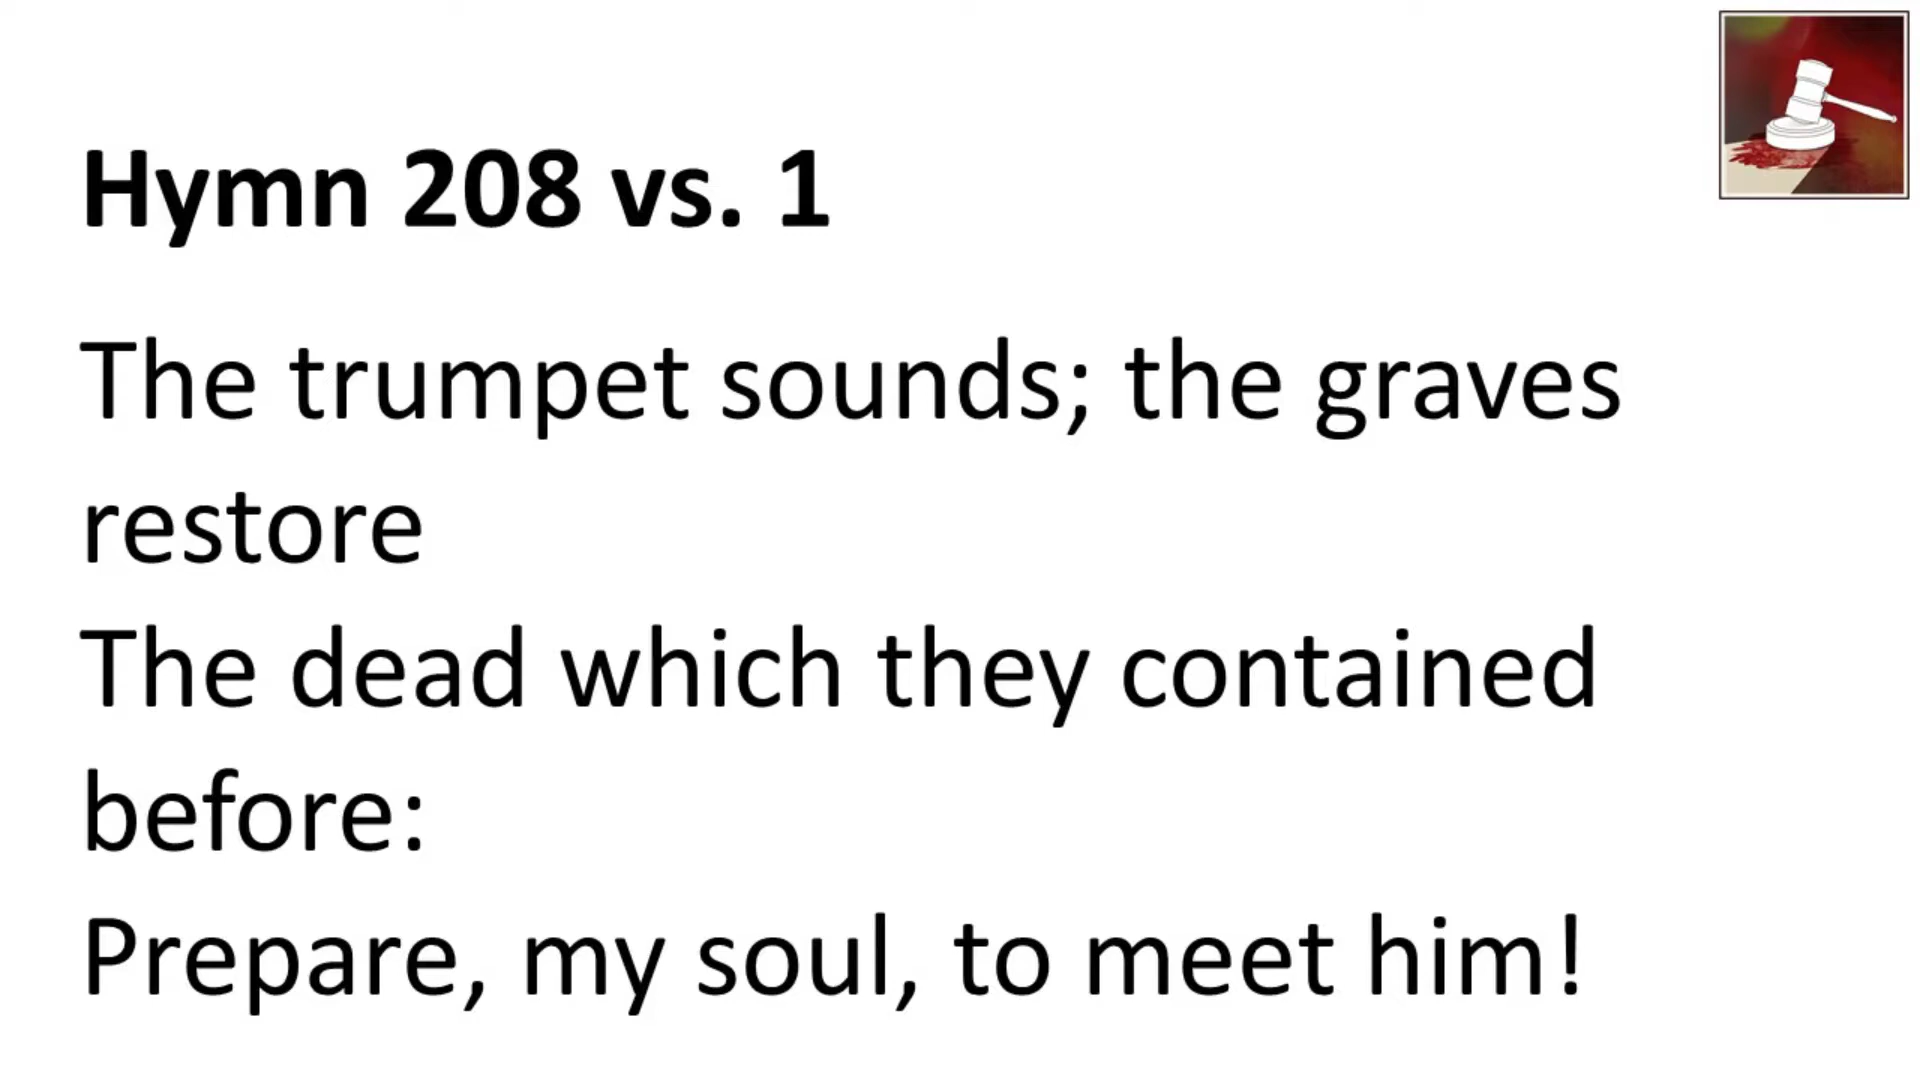 Hymn 208 vs. 1
The trumpet sounds; the graves
restore
The dead which they contained
before:
Prepare, my soul, to meet him!